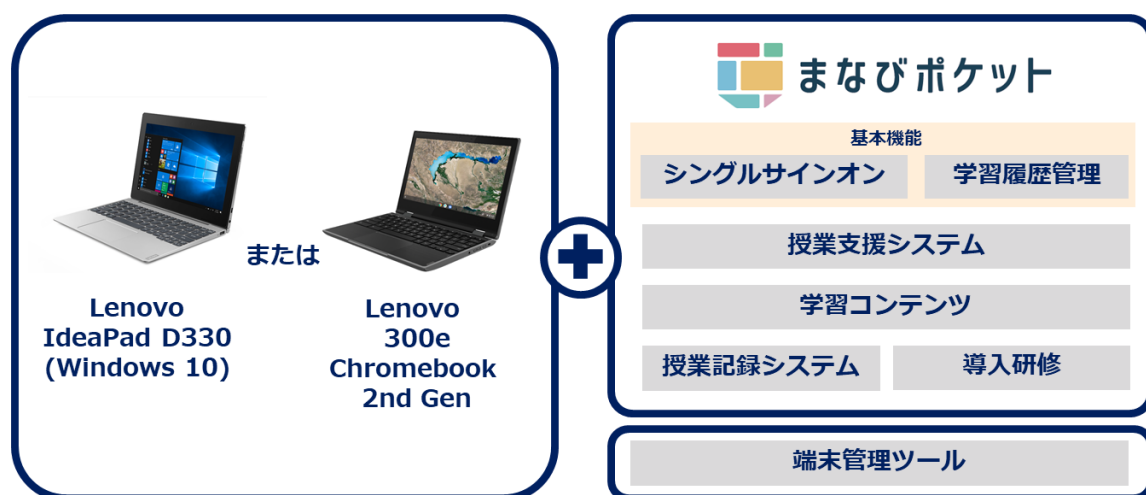 または
Lenovo
IdeaPad D330
(Windows 10)
Lenovo
300e
Chromebook
2nd Gen
まなびポケット
基本機能
シングルサインオン
学習履歴管理
授業支援システム
学習コンテンツ
授業記録システム
導入研修
端末管理ツール